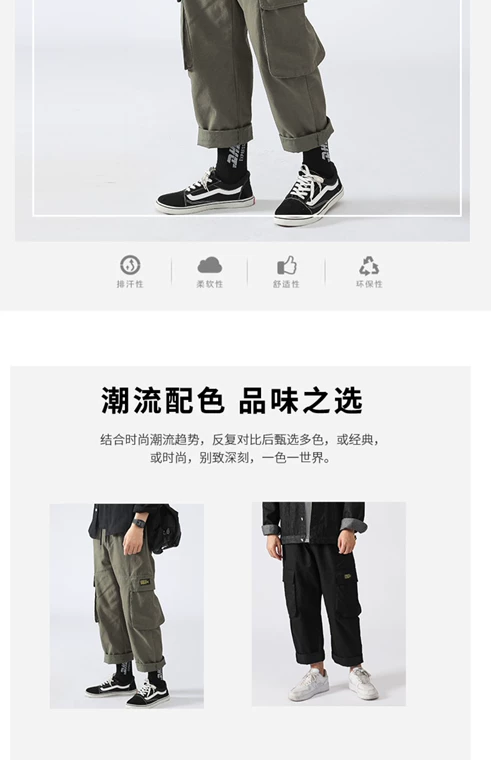 排汗性
柔软性
舒适性
环保性
潮流配色 品味之选
结合时尚潮流趋势，反复对比后甄选多色，或经典，
或时尚，别致深刻，一色一世界。